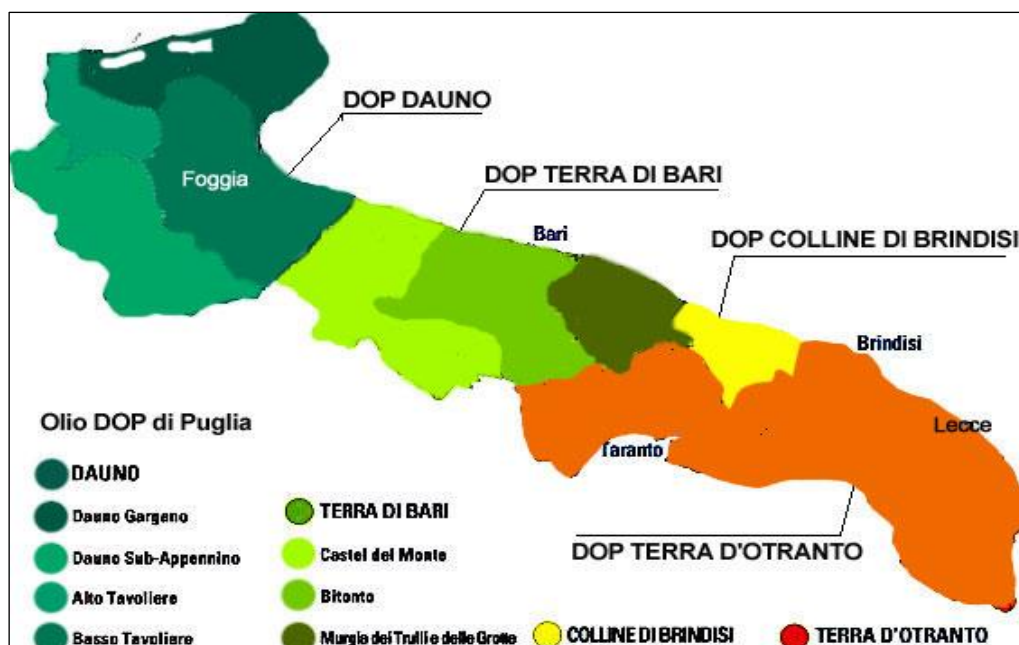 DOP DAUNO
DOP TERRA DI BARI
Foggia
Bari
DOP COLLINE DI BRINDISI
Brindisi
Olio DOP di Puglia
Lecce
Taranto
DAUNO
Dauno Gargano
TERRA DI BARI
DOP TERRA D'OTRANTO
Dauno Sub-Appennino
Castel del Monte
Alto Tavoliere
Bitonto
Basso Tavoliere
Murgia dei Trulli e delle Grotte
COLLINE DI BRINDISI
TERRA D'OTRANTO